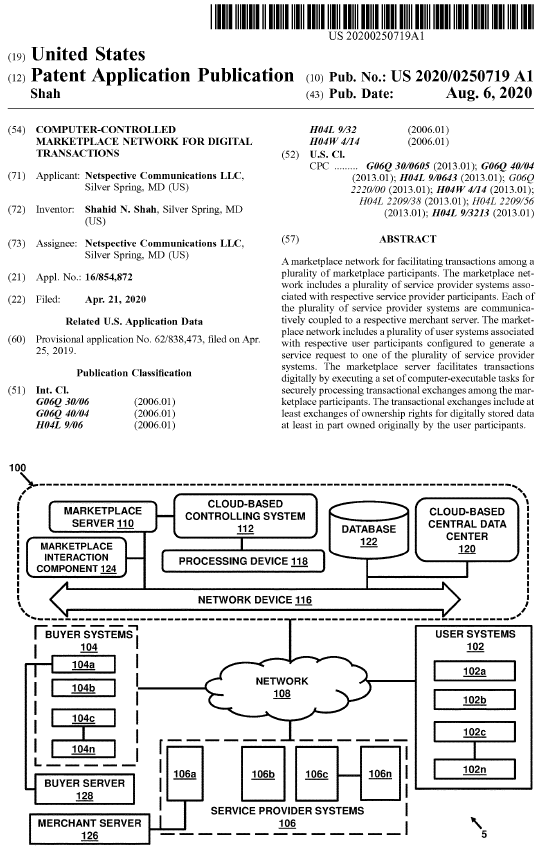 US 20200250719A1
(19) United States
(12) Patent Application Publication
(10) Pub. No.: US 2020/0250719 A1
Shah
(43) Pub. Date: Aug. 6, 2020
(54) COMPUTER-CONTROLLED
MARKETPLACE NETWORK FOR DIGITAL
TRANSACTIONS
(71) Applicant: Netspective Communications LLC,
Silver Spring, MD (US)
(72) Inventor: Shahid N. Shah, Silver Spring, MD
(US)
(73) Assignee: Netspective Communications LLC,
Silver Spring, MD (US)
(21) Appl. No.: 16/854,872
(22) Filed: Apr. 21, 2020
Related U.S. Application Data
(60) Provisional application No. 62/838,473, filed on Apr.
25, 2019.
Publication Classification
(51) Int. Cl.
G06Q 30/06 (2006.01)
G06Q 40/04 (2006.01)
H04L 9/06 (2006.01)
H04L 9/32 (2006.01)
H04W 4/14 (2006.01)
(52) U.S. Cl.
CPC ......... G06Q 30/0605 (2013.01); G06Q 40/04
(2013.01); H04L 9/0643 (2013.01); G06Q
2220/00 (2013.01); H04W 4/14 (2013.01);
H04L 2209/38 (2013.01); H04L 2209/56
(2013.01); H04L 9/3213 (2013.01)
(57) ABSTRACT
A marketplace network for facilitating transactions among a
plurality of marketplace participants. The marketplace net-
work includes a plurality of service provider systems asso-
ciated with respective service provider participants. Each of
the plurality of service provider systems are communica-
tively coupled to a respective merchant server. The market-
place network includes a plurality of user systems associated
with respective user participants configured to generate a
service request to one of the plurality of service provider
systems. The marketplace server facilitates transactions
digitally by executing a set of computer-executable tasks for
securely processing transactional exchanges among the mar-
ketplace participants. The transactional exchanges include at
least exchanges of ownership rights for digitally stored data
at least in part owned originally by the user participants.
100
MARKETPLACE
SERVER 110
CLOUD-BASED
CONTROLLING SYSTEM
112
DATABASE
122
CLOUD-BASED
CENTRAL DATA
CENTER
120
MARKETPLACE
INTERACTION
COMPONENT 124
PROCESSING DEVICE 118
NETWORK DEVICE 116
BUYER SYSTEMS
104
104a
104b
104c
104n
NETWORK
108
USER SYSTEMS
102
102a
102b
102c
102n
BUYER SERVER
128
106a
106b
106c
106n
SERVICE PROVIDER SYSTEMS
106
MERCHANT SERVER
126
5